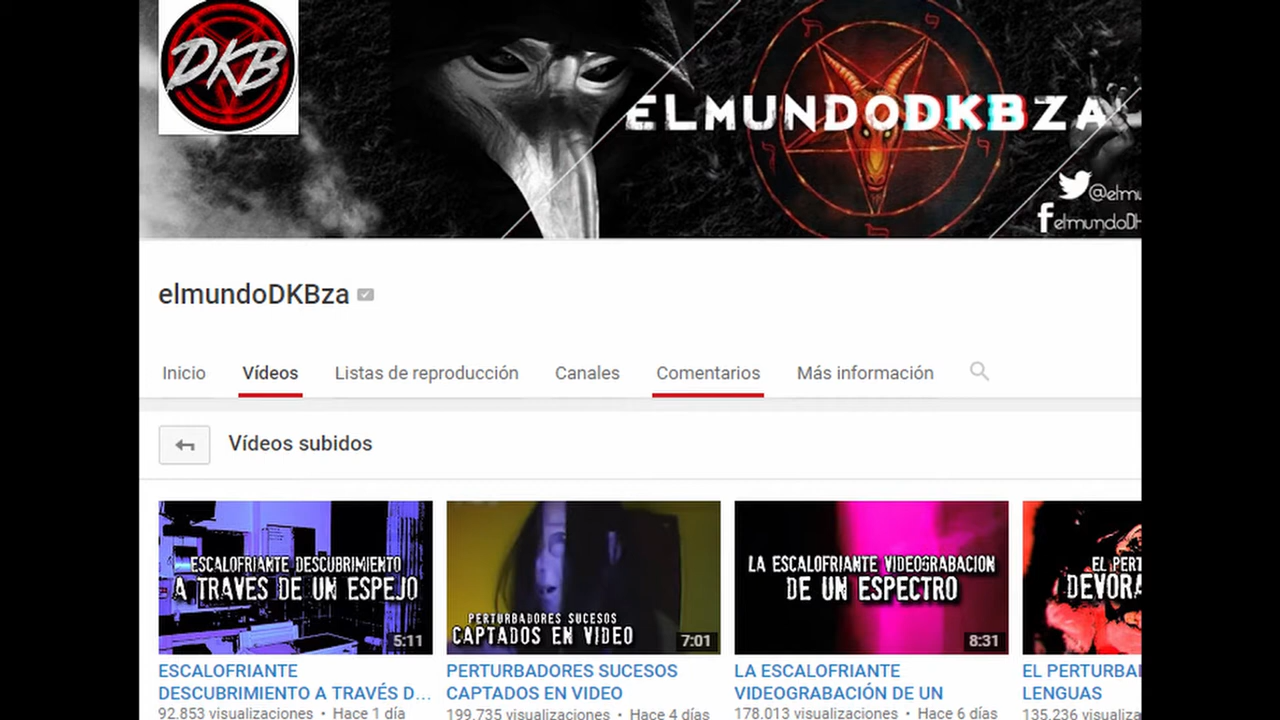 DKB
ELMUNDODKBZA
@elmu
elmundoD
elmundoDKBza
Inicio Vídeos Listas de reproducción Canales Comentarios Más información
Vídeos subidos
ESCALOFRIANTE DESCUBRIMIENTO
A TRAVES DE UN ESPEJO
5:11
PERTURBADORES SUCESOS
CAPTADOS EN VIDEO
7:01
LA ESCALOFRIANTE VIDEOGRABACION
DE UN ESPECTRO
8:31
EL PERT
DEVORA
ESCALOFRIANTE
DESCUBRIMIENTO A TRAVÉS D...
92.853 visualizaciones • Hace 1 día
PERTURBADORES SUCESOS
CAPTADOS EN VIDEO
199.735 visualizaciones • Hace 4 días
LA ESCALOFRIANTE
VIDEOGRABACIÓN DE UN
178.013 visualizaciones • Hace 6 días
EL PERTURBA
LENGUAS
135.236 visualiza